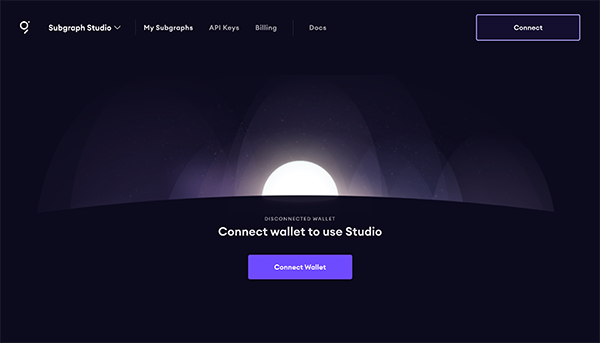 Subgraph Studio
My Subgraphs
API Keys
Billing
Docs
Connect
DISCONNECTED WALLET
Connect wallet to use Studio
Connect Wallet